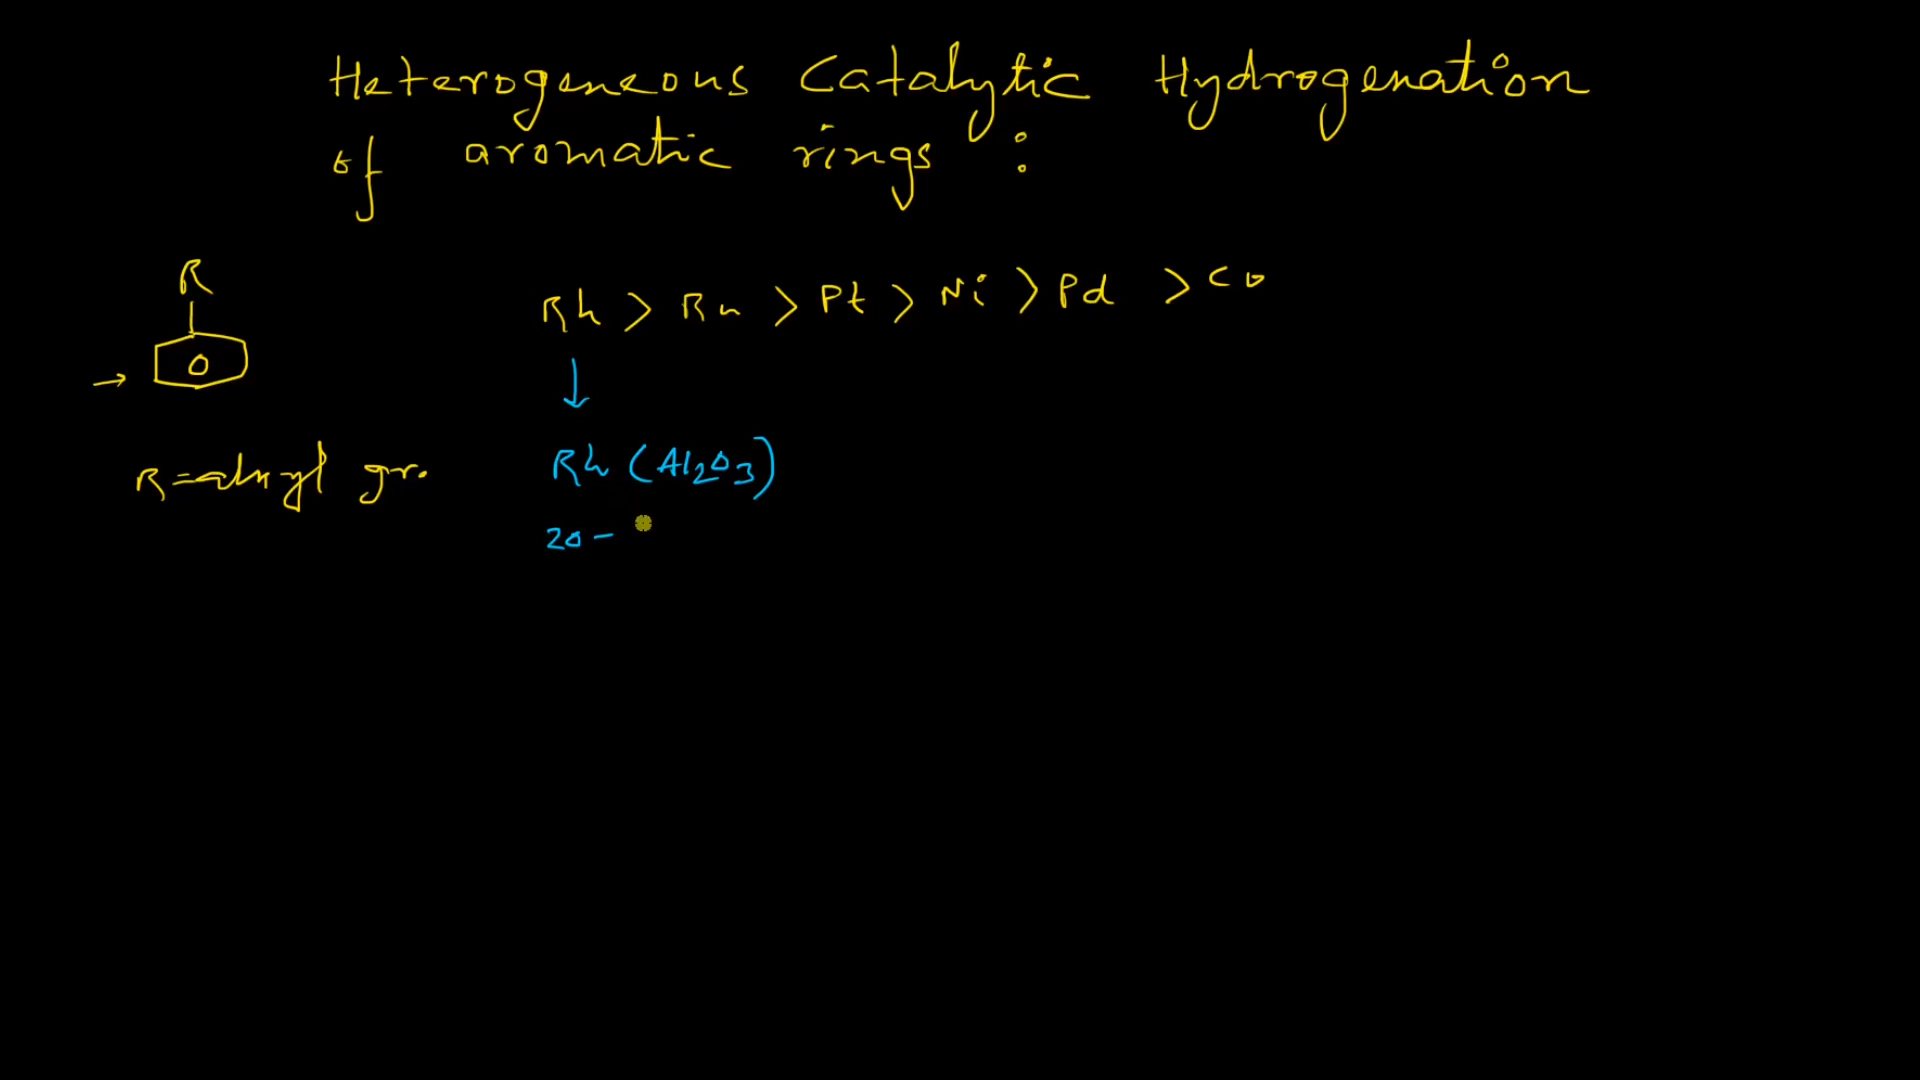 Heterogeneous Catalytic Hydrogenation
of aromatic rings :
R
Rh > Ru > Pt > Ni > Pd > Co
→ O
Rh (Al2O3)
R = alkyl gr.
20 -